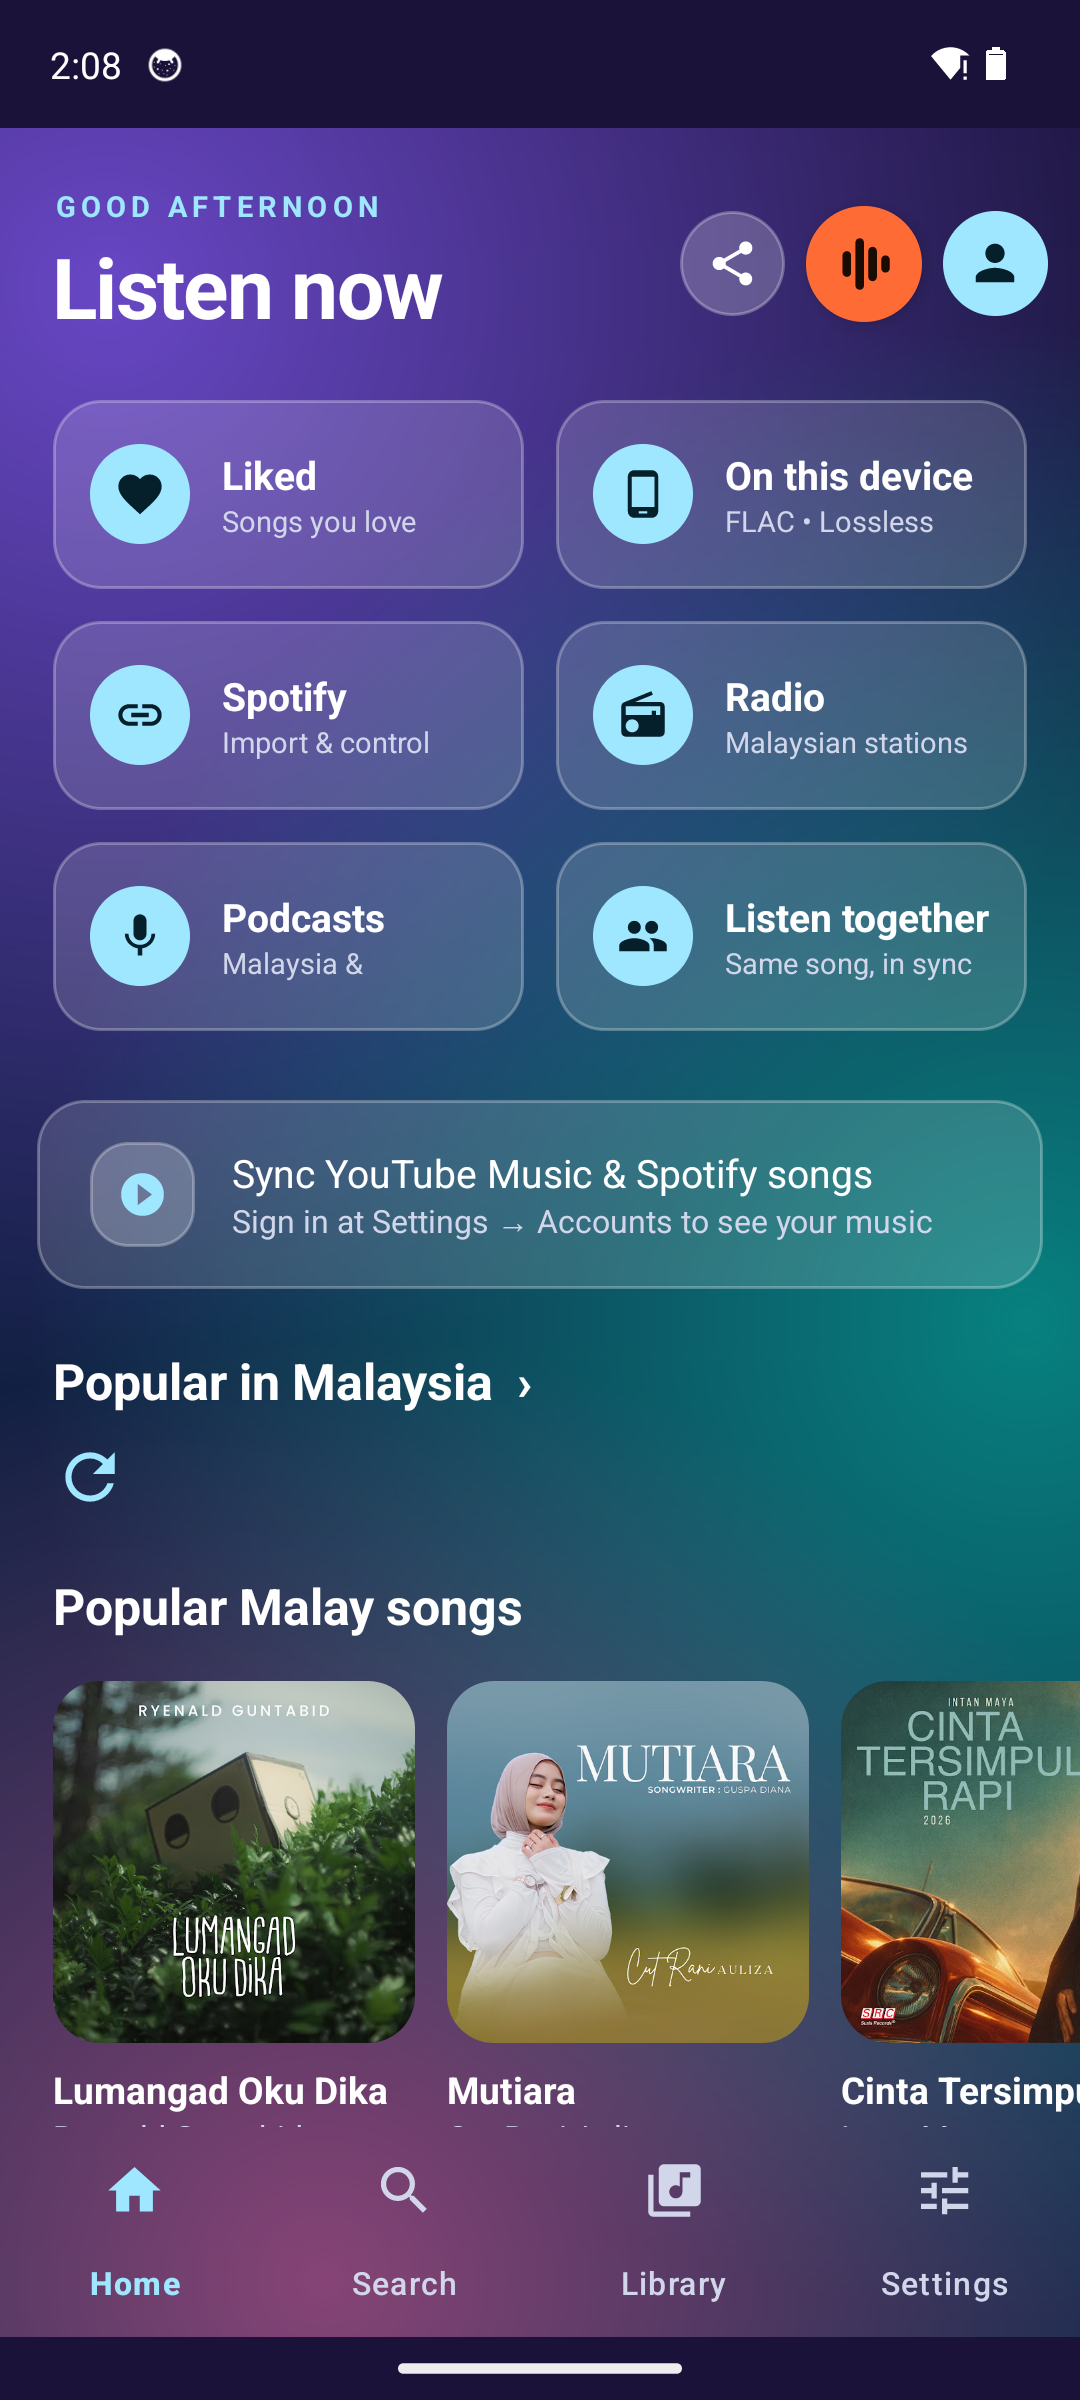 2:08
GOOD AFTERNOON
Listen now
Liked
Songs you love
On this device
FLAC • Lossless
Spotify
Import & control
Radio
Malaysian stations
Podcasts
Malaysia &
Listen together
Same song, in sync
Sync YouTube Music & Spotify songs
Sign in at Settings → Accounts to see your music
Popular in Malaysia ›
Popular Malay songs
RYENALD GUNTABID
LUMANGAD
OKU DiKA
MUTIARA
SONGWRITER : GUSPA DIANA
Cut Rani AULIZA
INTAN MAYA
CINTA
TERSIMPUL
RAPI
2026
SRC
Lumangad Oku Dika
Mutiara
Cinta Tersimpu
Home
Search
Library
Settings